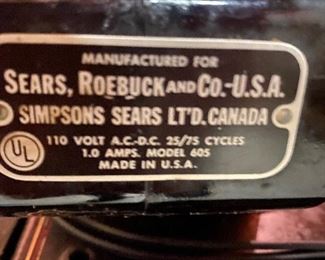 MANUFACTURED FOR
SEARS, ROEBUCK AND CO.-U.S.A.
SIMPSONS SEARS LT'D. CANADA
110 VOLT A.C.-D.C. 25/75 CYCLES
UL
1.0 AMPS. MODEL 605
MADE IN U.S.A.